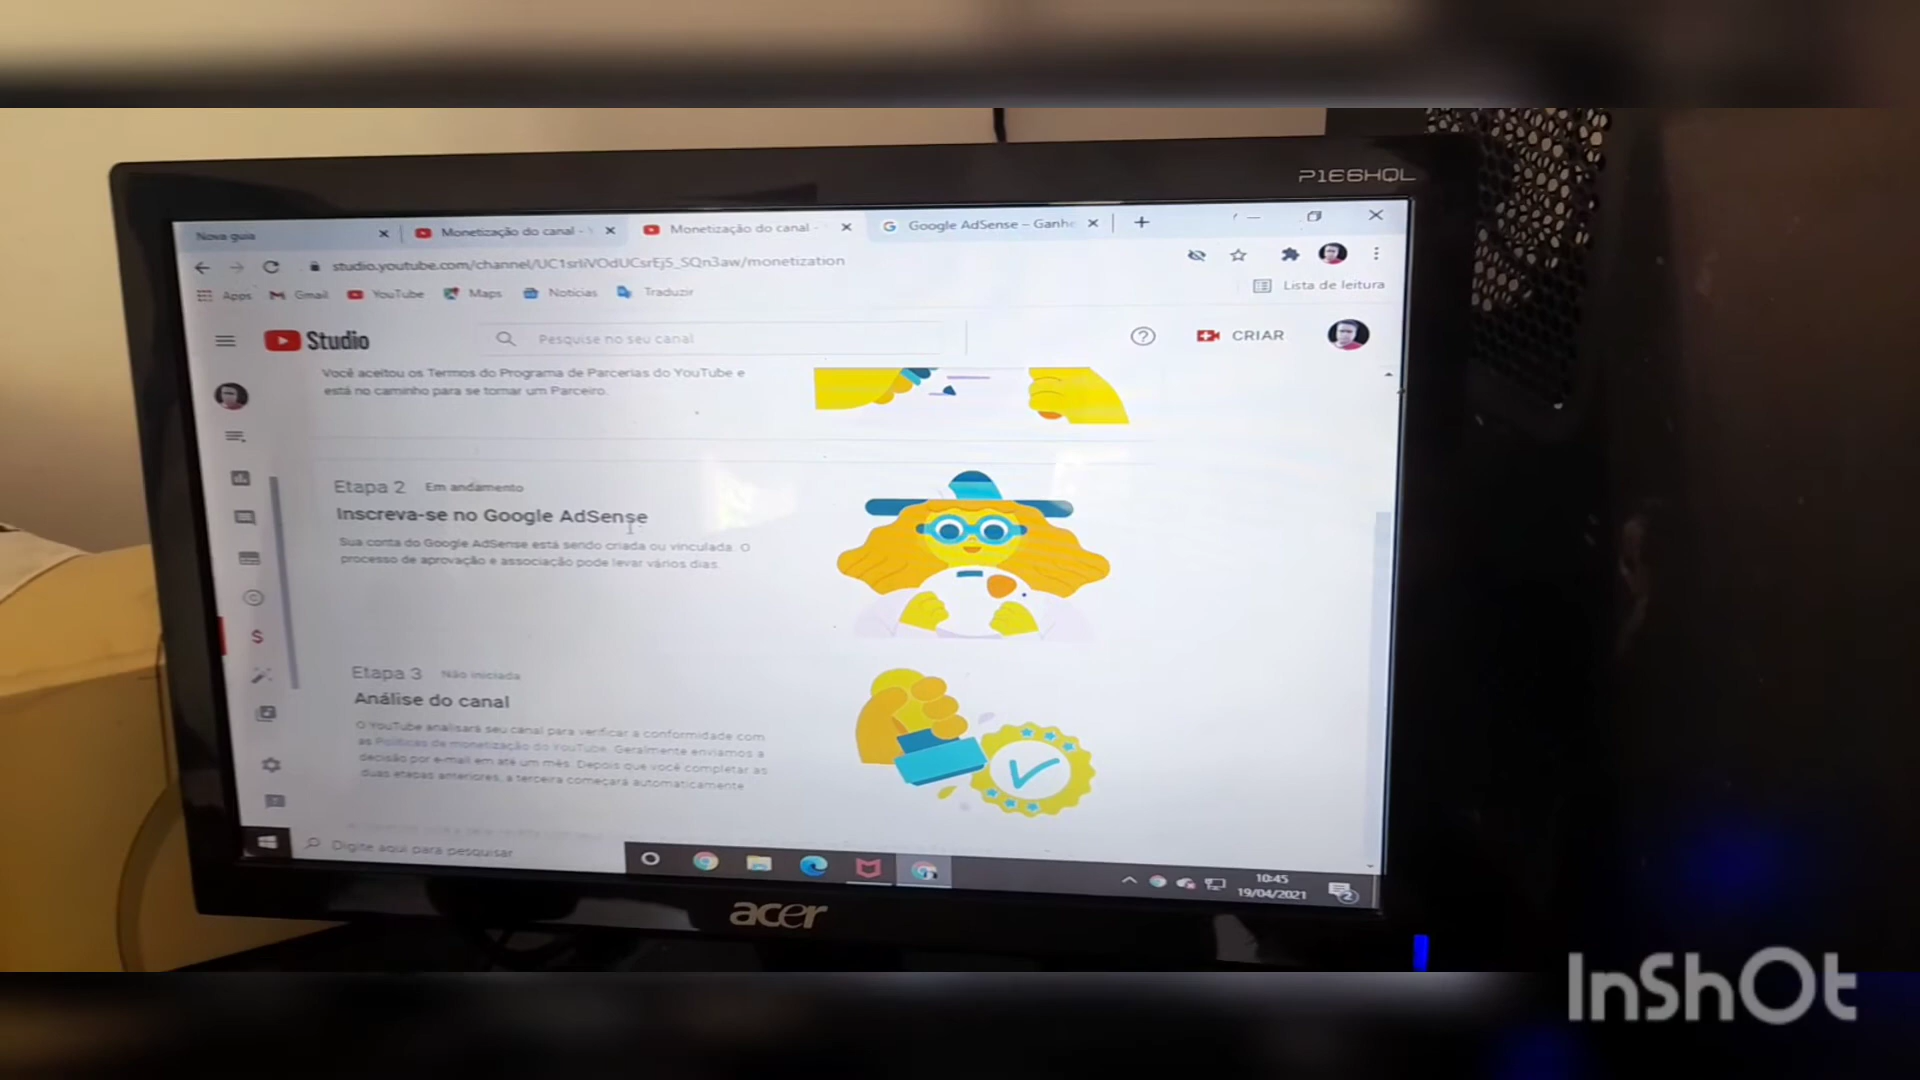 P1E6HQL
Nova guia
Monetização do canal - Y
Monetização do canal -
Google AdSense – Ganhe
studio.youtube.com/channel/UC1srIiVOdUCsrEj5_SQn3aw/monetization
Apps
Gmail
YouTube
Maps
Notícias
Traduzir
Lista de leitura
Studio
Pesquise no seu canal
CRIAR
Você aceitou os Termos do Programa de Parcerias do YouTube e
está no caminho para se tornar um Parceiro.
Etapa 2 Em andamento
Inscreva-se no Google AdSense
Sua conta do Google AdSense está sendo criada ou vinculada. O
processo de aprovação e associação pode levar vários dias.
Etapa 3 Não iniciada
Análise do canal
O YouTube analisará seu canal para verificar a conformidade com
as Políticas de monetização do YouTube. Geralmente enviamos a
decisão por e-mail em até um mês. Depois que você completar as
duas etapas anteriores, a terceira começará automaticamente
Digite aqui para pesquisar
10:45
19/04/2021
2
acer
InShOt